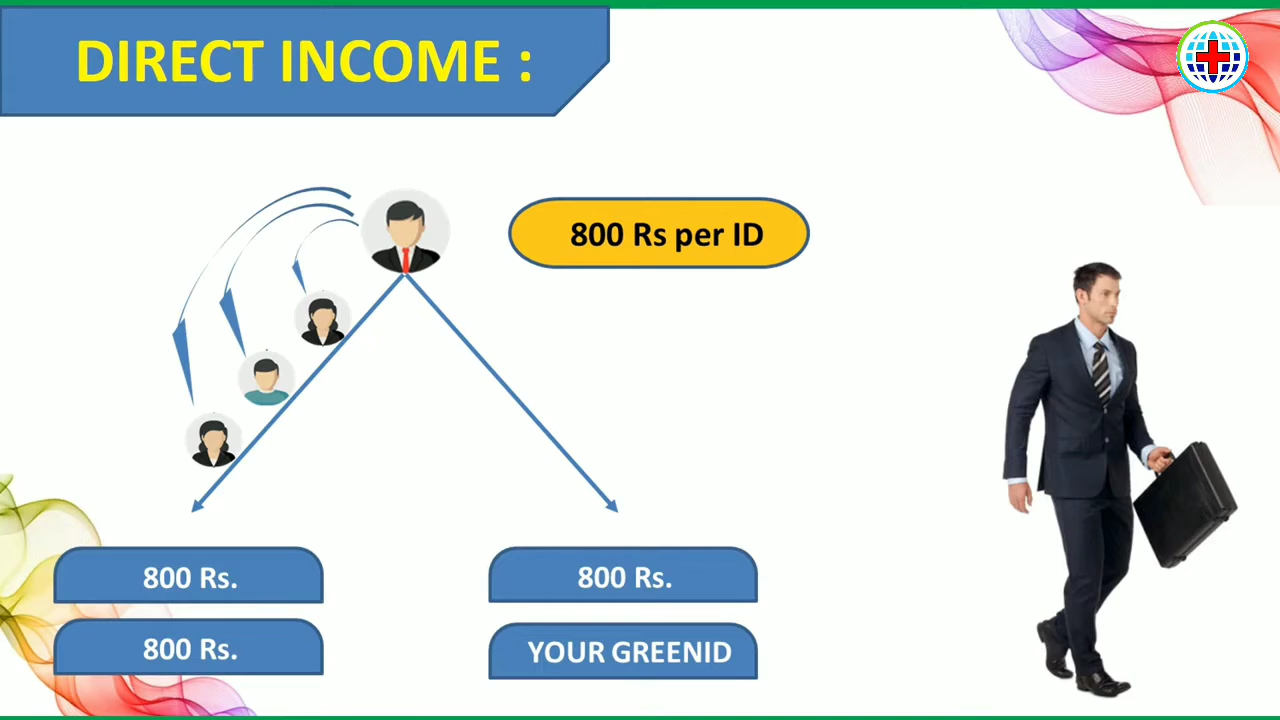 DIRECT INCOME :
800 Rs per ID
800 Rs.
800 Rs.
800 Rs.
YOUR GREENID